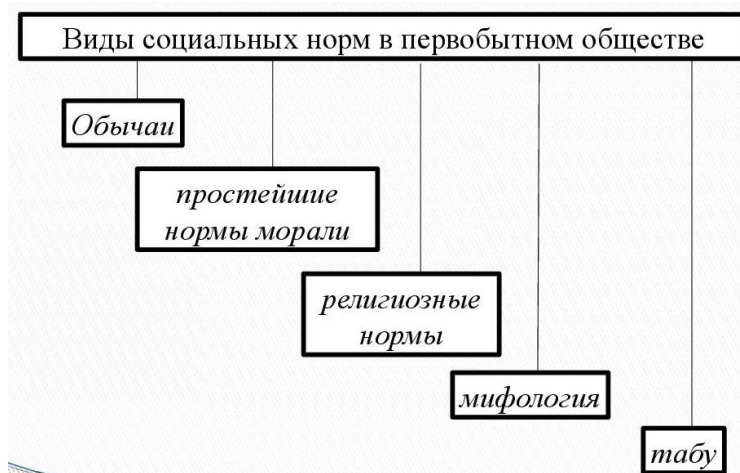 Виды социальных норм в первобытном обществе
Обычаи
простейшие
нормы морали
религиозные
нормы
мифология
табу